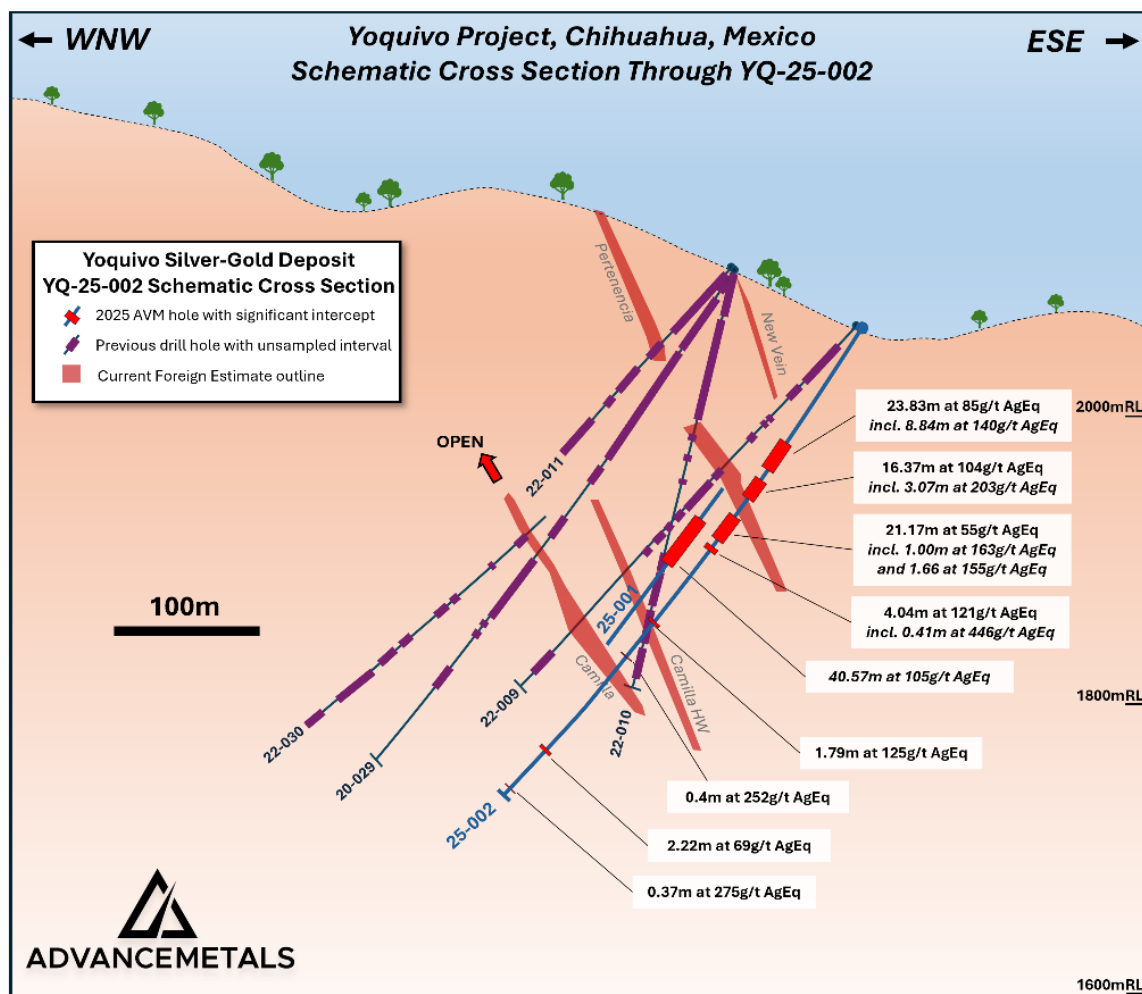 ← WNW
Yoquivo Project, Chihuahua, Mexico
Schematic Cross Section Through YQ-25-002
ESE →
Yoquivo Silver-Gold Deposit
YQ-25-002 Schematic Cross Section
2025 AVM hole with significant intercept
Previous drill hole with unsampled interval
Current Foreign Estimate outline
Pertenencia
New Vein
OPEN
22-011
100m
25-001
Camilla
Camilla HW
22-009
22-010
22-030
20-029
25-002
23.83m at 85g/t AgEq
incl. 8.84m at 140g/t AgEq
16.37m at 104g/t AgEq
incl. 3.07m at 203g/t AgEq
21.17m at 55g/t AgEq
incl. 1.00m at 163g/t AgEq
and 1.66 at 155g/t AgEq
4.04m at 121g/t AgEq
incl. 0.41m at 446g/t AgEq
40.57m at 105g/t AgEq
1.79m at 125g/t AgEq
0.4m at 252g/t AgEq
2.22m at 69g/t AgEq
0.37m at 275g/t AgEq
2000mRL
1800mRL
1600mRL
ADVANCEMETALS